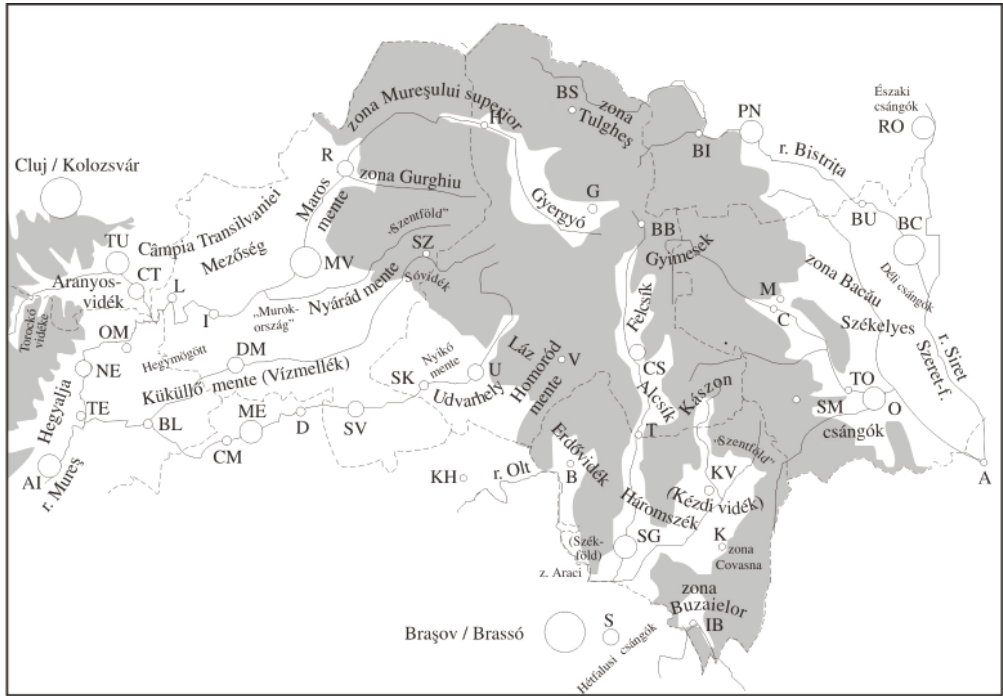 BS
zona
Tulgheş
zona Mureşului superior
H
PN
Északi
csángók
RO
BI
r. Bistriţa
Cluj / Kolozsvár
R
zona Gurghiu
Maros
mente
Gyergyó
G
BU
BC
Déli csángók
TU
Câmpia Transilvaniei
Mezőség
CT
Aranyos-
vidék
L
MV
„Szentföld”
SZ
Sóvidék
BB
Gyimesek
zona Bacău
M
C
Székelyes
r. Siret
Szeret-f.
Torockó
vidéke
I
„Murok-
ország”
Nyárád mente
Felcsík
OM
Hegymögött
DM
NE
Küküllő mente (Vízmellék)
Nyikó
mente
SK
U
Udvarhely
Láz
Homoród
mente
V
CS
Alcsík
Kászon
TO
SM
O
csángók
Hegyalja
TE
BL
ME
CM
D
SV
T
„Szentföld”
A
AI
r. Mureş
KH
r. Olt
Erdővidék
B
KV
(Kézdi vidék)
Háromszék
(Szék-
föld)
SG
K
zona
Covasna
z. Araci
zona
Buzaielor
IB
Braşov / Brassó
S
Hétfalusi csángók